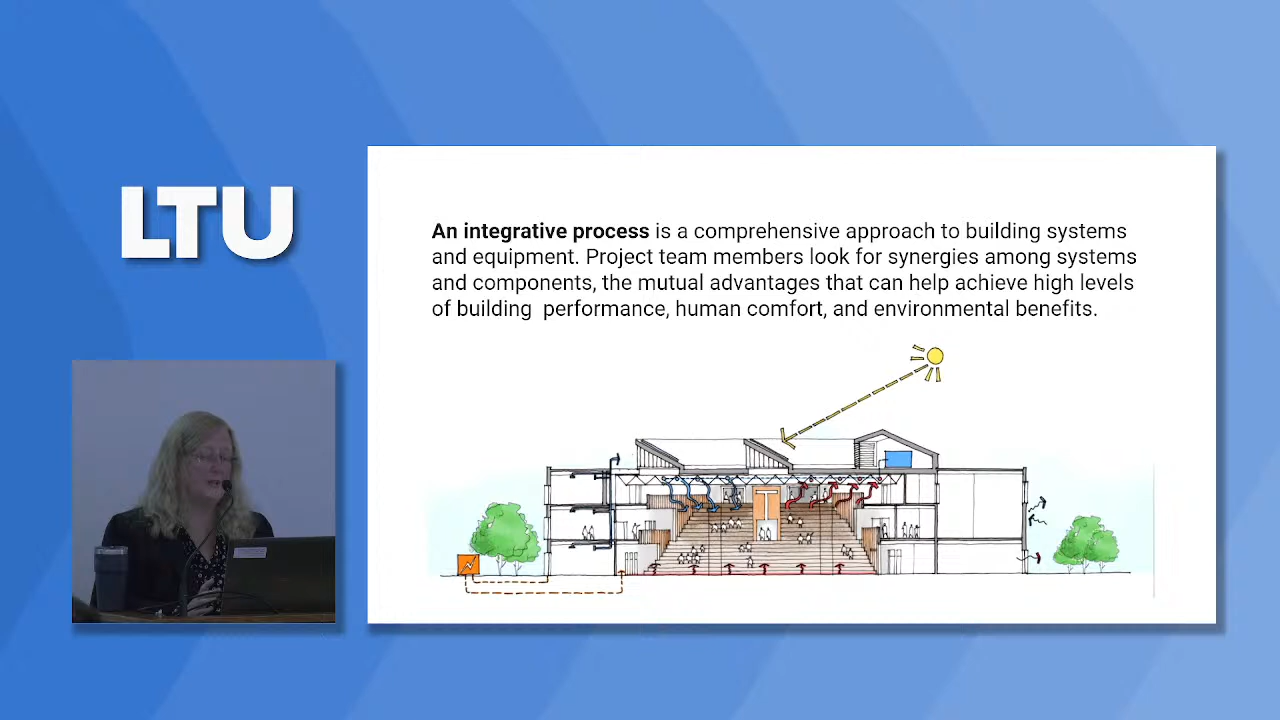 LTU
An integrative process is a comprehensive approach to building systems
and equipment. Project team members look for synergies among systems
and components, the mutual advantages that can help achieve high levels
of building  performance, human comfort, and environmental benefits.